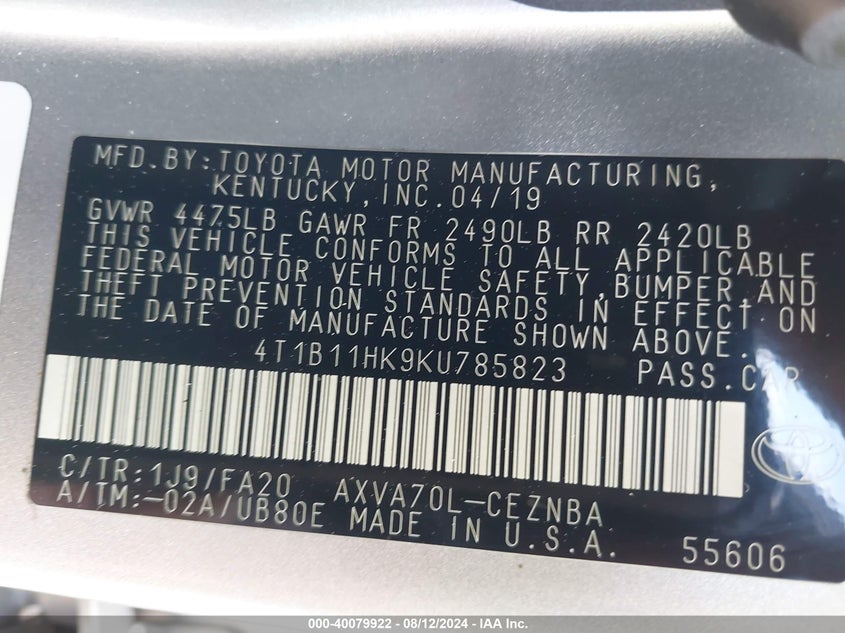 MFD.BY:TOYOTA MOTOR MANUFACTURING,
KENTUCKY,INC.04/19
GVWR 4475LB GAWR FR 2490LB RR 2420LB
THIS VEHICLE CONFORMS TO ALL APPLICABLE
FEDERAL MOTOR VEHICLE SAFETY,BUMPER,AND
THEFT PREVENTION STANDARDS IN EFFECT ON
THE DATE OF MANUFACTURE SHOWN ABOVE.
4T1B11HK9KU785823 PASS.CAR
C/TR:1J9/FA20 AXVA70L-CEZNBA
A/TM:-02A/UB80E MADE IN U.S.A. 55606
000-40079922 - 08/12/2024 - IAA Inc.